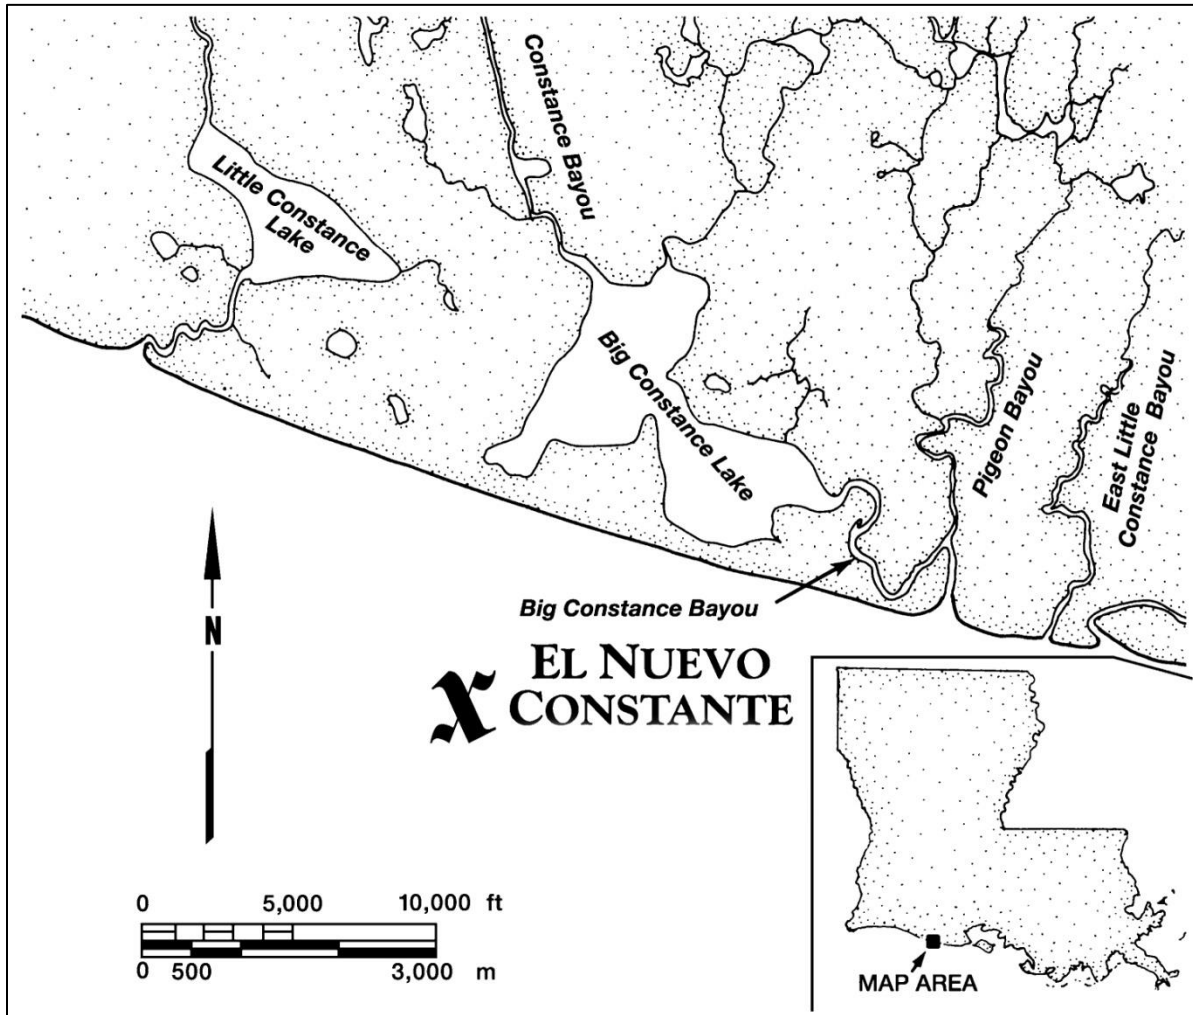 Constance Bayou
Little Constance
Lake
Big Constance Lake
Pigeon Bayou
East Little
Constance Bayou
Big Constance Bayou
N
X
EL NUEVO
CONSTANTE
0 5,000 10,000 ft
0 500 3,000 m
MAP AREA